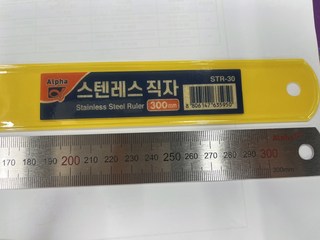 Alpha
스텐레스 직자
Stainless Steel Ruler 300mm
STR-30
170 180 190 200 210 220 230 240 250 260 270 280 290 300